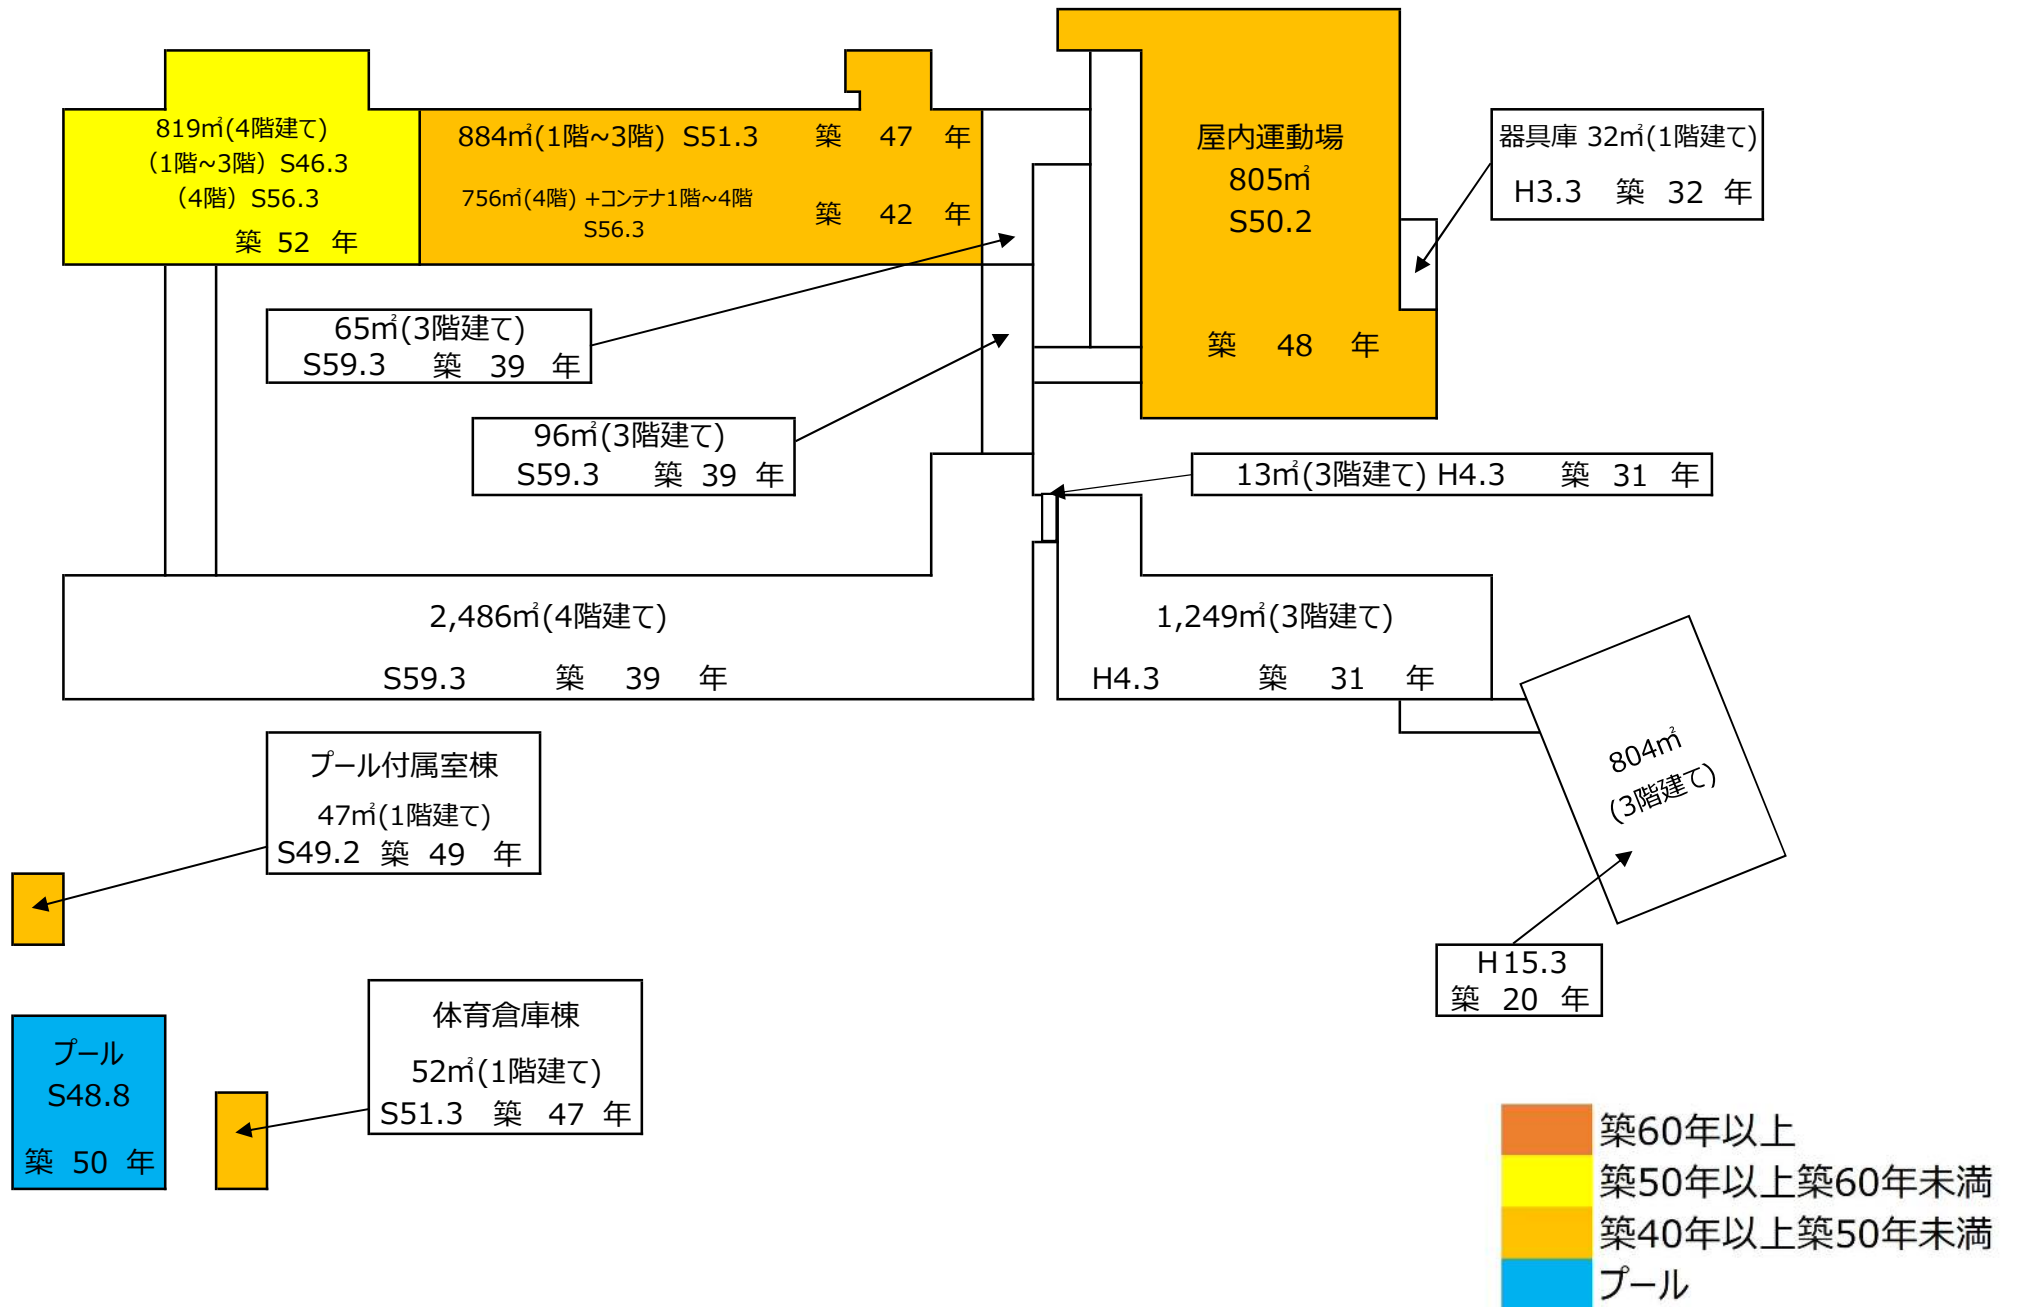 819㎡(4階建て)
（1階~3階）S46.3
（4階）S56.3
築 52 年
884㎡(1階~3階) S51.3 築 47 年
756㎡(4階) +コンテナ1階~4階 築 42 年
S56.3
屋内運動場
805㎡
S50.2
築 48 年
器具庫 32㎡(1階建て)
H3.3 築 32 年
65㎡(3階建て)
S59.3 築 39 年
96㎡(3階建て)
S59.3 築 39 年
13㎡(3階建て) H4.3 築 31 年
2,486㎡(4階建て)
S59.3 築 39 年
1,249㎡(3階建て)
H4.3 築 31 年
804㎡
(3階建て)
H15.3
築 20 年
プール付属室棟
47㎡(1階建て)
S49.2 築 49 年
プール
S48.8
築 50 年
体育倉庫棟
52㎡(1階建て)
S51.3 築 47 年
築60年以上
築50年以上築60年未満
築40年以上築50年未満
プール